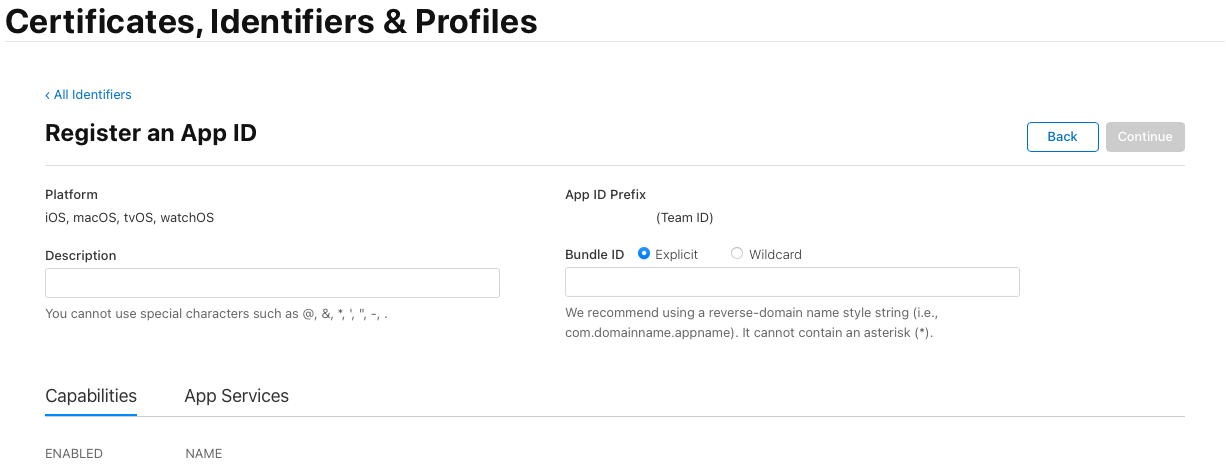 Certificates, Identifiers & Profiles
‹ All Identifiers
Register an App ID
Back
Continue
Platform
iOS, macOS, tvOS, watchOS
App ID Prefix
(Team ID)
Description
You cannot use special characters such as @, &, *, ', ", -, .
Bundle ID Explicit Wildcard
We recommend using a reverse-domain name style string (i.e.,
com.domainname.appname). It cannot contain an asterisk (*).
Capabilities App Services
ENABLED NAME